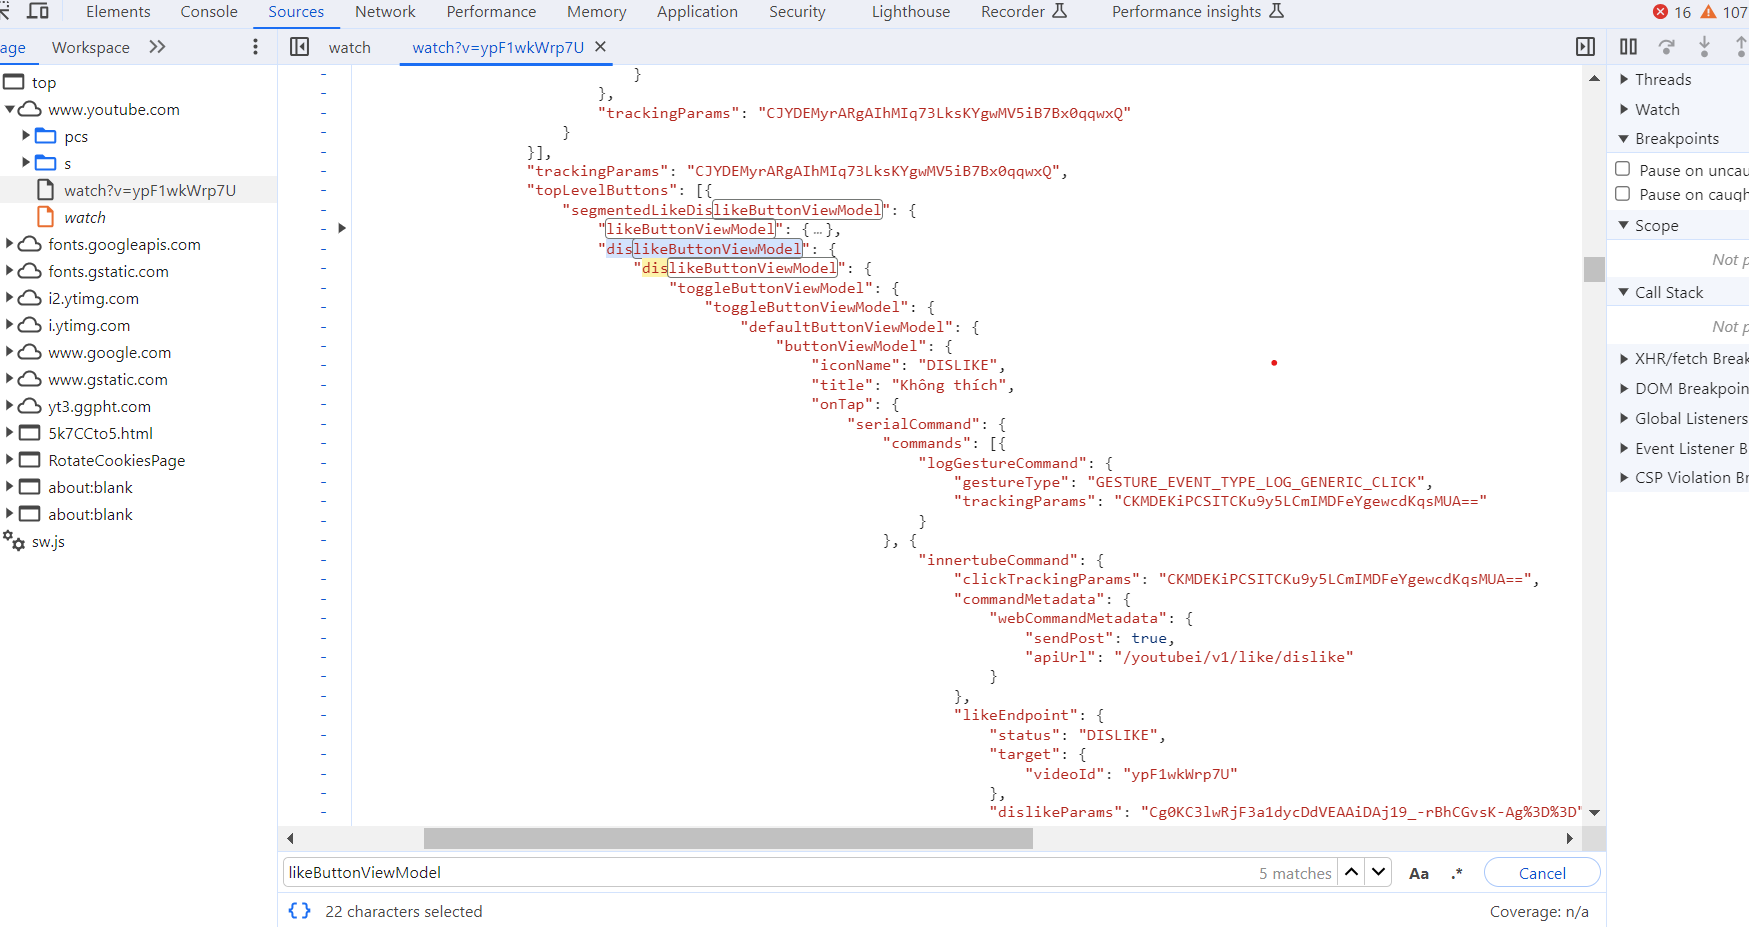 Elements Console Sources Network Performance Memory Application Security Lighthouse Recorder Performance insights 16 107
age Workspace watch watch?v=ypF1wkWrp7U
top
www.youtube.com
pcs
s
watch?v=ypF1wkWrp7U
watch
fonts.googleapis.com
fonts.gstatic.com
i2.ytimg.com
i.ytimg.com
www.google.com
www.gstatic.com
yt3.ggpht.com
5k7CCto5.html
RotateCookiesPage
about:blank
about:blank
sw.js
}
},
"trackingParams": "CJYDEMyrARgAIhMIq73LksKYgwMV5iB7Bx0qqwxQ"
}
}],
"trackingParams": "CJYDEMyrARgAIhMIq73LksKYgwMV5iB7Bx0qqwxQ",
"topLevelButtons": [{
"segmentedLikeDislikeButtonViewModel": {
"likeButtonViewModel": {…},
"dislikeButtonViewModel": {
"dislikeButtonViewModel": {
"toggleButtonViewModel": {
"toggleButtonViewModel": {
"defaultButtonViewModel": {
"buttonViewModel": {
"iconName": "DISLIKE",
"title": "Không thích",
"onTap": {
"serialCommand": {
"commands": [{
"logGestureCommand": {
"gestureType": "GESTURE_EVENT_TYPE_LOG_GENERIC_CLICK",
"trackingParams": "CKMDEKiPCSITCKu9y5LCmIMDFeYgewcdKqsMUA=="
}
}, {
"innertubeCommand": {
"clickTrackingParams": "CKMDEKiPCSITCKu9y5LCmIMDFeYgewcdKqsMUA==",
"commandMetadata": {
"webCommandMetadata": {
"sendPost": true,
"apiUrl": "/youtubei/v1/like/dislike"
}
},
"likeEndpoint": {
"status": "DISLIKE",
"target": {
"videoId": "ypF1wkWrp7U"
},
"dislikeParams": "Cg0KC3lwRjF3a1dycDdVEAAiDAj19_-rBhCGvsK-Ag%3D%3D"
likeButtonViewModel 5 matches Aa .* Cancel
{} 22 characters selected Coverage: n/a
Threads
Watch
Breakpoints
Pause on uncau
Pause on caugh
Scope
Not p
Call Stack
Not p
XHR/fetch Break
DOM Breakpoin
Global Listeners
Event Listener B
CSP Violation Br